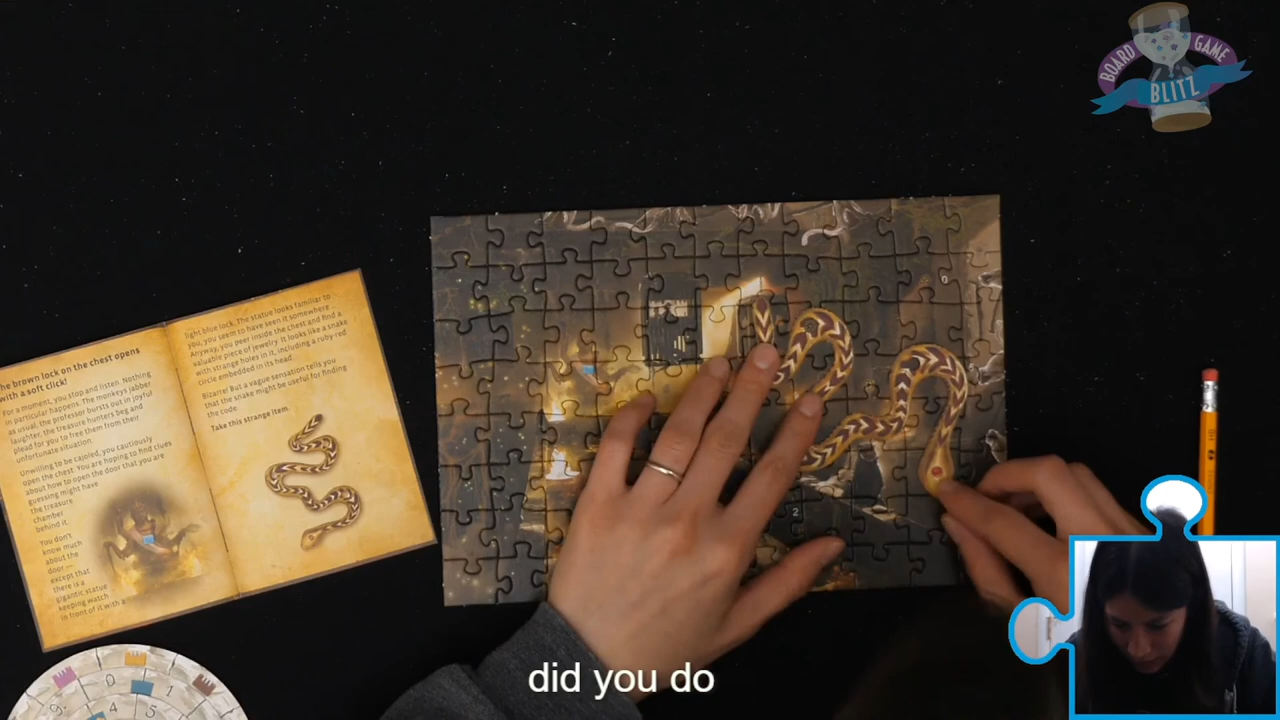 BOARD GAME
BLITZ
The brown lock on the chest opens
with a soft click!
For a moment, you stop and listen. Nothing
in particular happens. The monkeys jabber
as usual, the professor bursts out in joyful
laughter, the treasure hunters beg and
plead for you to free them from their
unfortunate situation.
Unwilling to be cajoled, you cautiously
open the chest. You are hoping to find clues
about how to open the door that you are
guessing might have
the treasure
chamber
behind it.
You don't
know much
about the
door —
except that
there is a
gigantic statue
keeping watch
in front of it with a
light blue lock. The statue looks familiar to
you, you seem to have seen it somewhere.
Anyway, you peer inside the chest and find a
valuable piece of jewelry. It looks like a snake
with strange holes in it, including a ruby red
circle embedded in its head.
Bizarre! But a vague sensation tells you
that the snake might be useful for finding
the code.
Take this strange item.
0
2
0 1
4 5
did you do